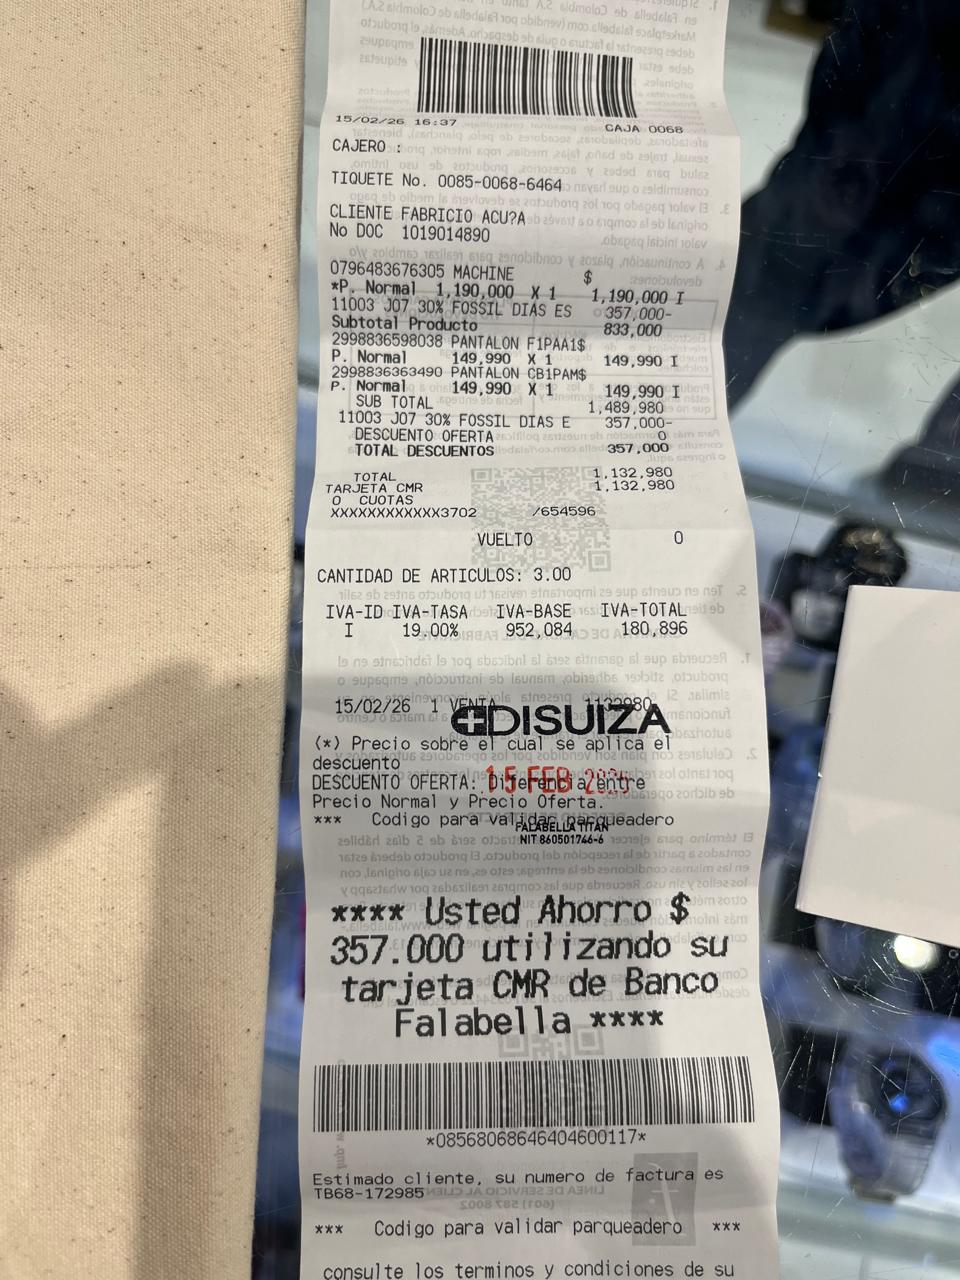 15/02/26 16:37 CAJA 0068
CAJERO :
TIQUETE No. 0085-0068-6464
CLIENTE FABRICIO ACU?A
No DOC 1019014890
0796483676305 MACHINE $
*P. Normal 1,190,000 X 1 1,190,000 I
11003 J07 30% FOSSIL DIAS ES 357,000-
Subtotal Producto 833,000
2998836598038 PANTALON F1PAA1$
P. Normal 149,990 X 1 149,990 I
2998836363490 PANTALON CB1PAM$
P. Normal 149,990 X 1 149,990 I
SUB TOTAL 1,489,980
11003 J07 30% FOSSIL DIAS E 357,000-
DESCUENTO OFERTA 0
TOTAL DESCUENTOS 357,000
TOTAL 1,132,980
TARJETA CMR 1,132,980
0 CUOTAS
XXXXXXXXXXXX3702 /654596
VUELTO 0
CANTIDAD DE ARTICULOS: 3.00
IVA-ID IVA-TASA IVA-BASE IVA-TOTAL
I 19.00% 952,084 180,896
15/02/26 1 VENTA 1132980
DISUIZA
(*) Precio sobre el cual se aplica el
descuento
DESCUENTO OFERTA: Diferencia entre
15 FEB
Precio Normal y Precio Oferta.
*** Codigo para validar parqueadero
FALABELLA TITAN
NIT 860501746-6
**** Usted Ahorro $
357.000 utilizando su
tarjeta CMR de Banco
Falabella ****
*08568068646404600117*
Estimado cliente, su numero de factura es
TB68-172985
*** Codigo para validar parqueadero ***
consulte los terminos y condiciones de su